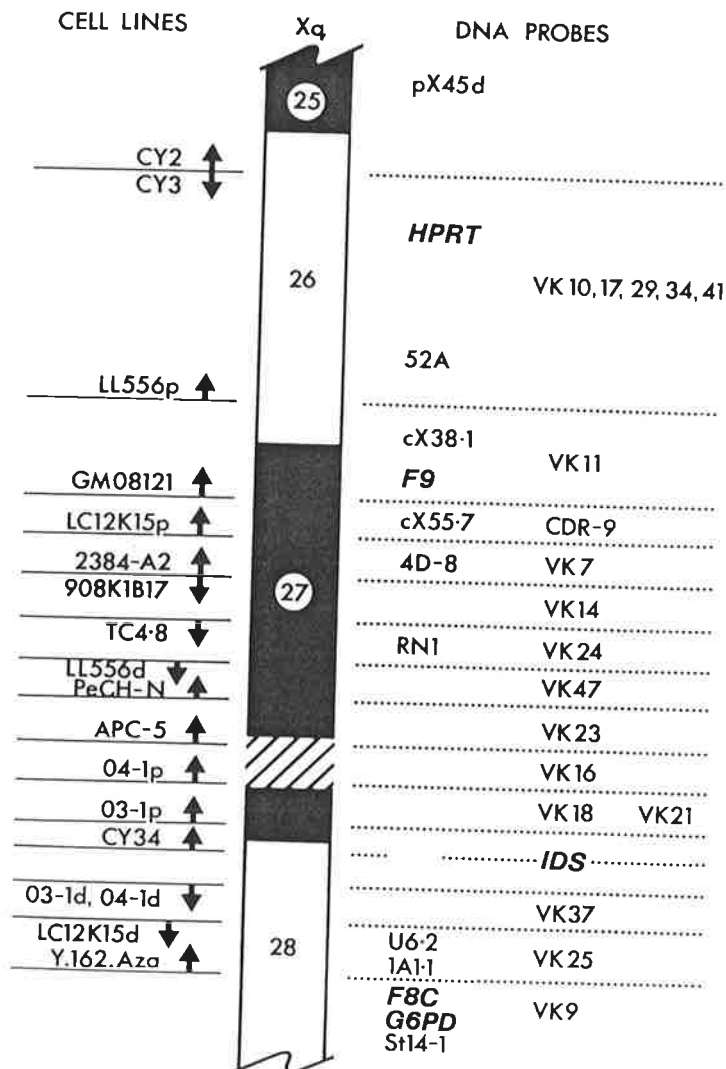 CELL LINES Xq DNA PROBES
25 pX45d
CY2
CY3
HPRT
26 VK 10, 17, 29, 34, 41
52A
LL556p
cX38·1
VK11
GM08121 F9
LC12K15p cX55·7 CDR-9
2384-A2 4D-8 VK7
908K1B17 27 VK14
TC4·8 RN1 VK24
LL556d
PeCH-N VK47
APC-5 VK23
04-1p VK16
03-1p VK18 VK21
CY34
IDS
03-1d, 04-1d VK37
LC12K15d 28 U6·2 VK25
Y.162.Aza 1A1·1
F8C VK9
G6PD
St14-1